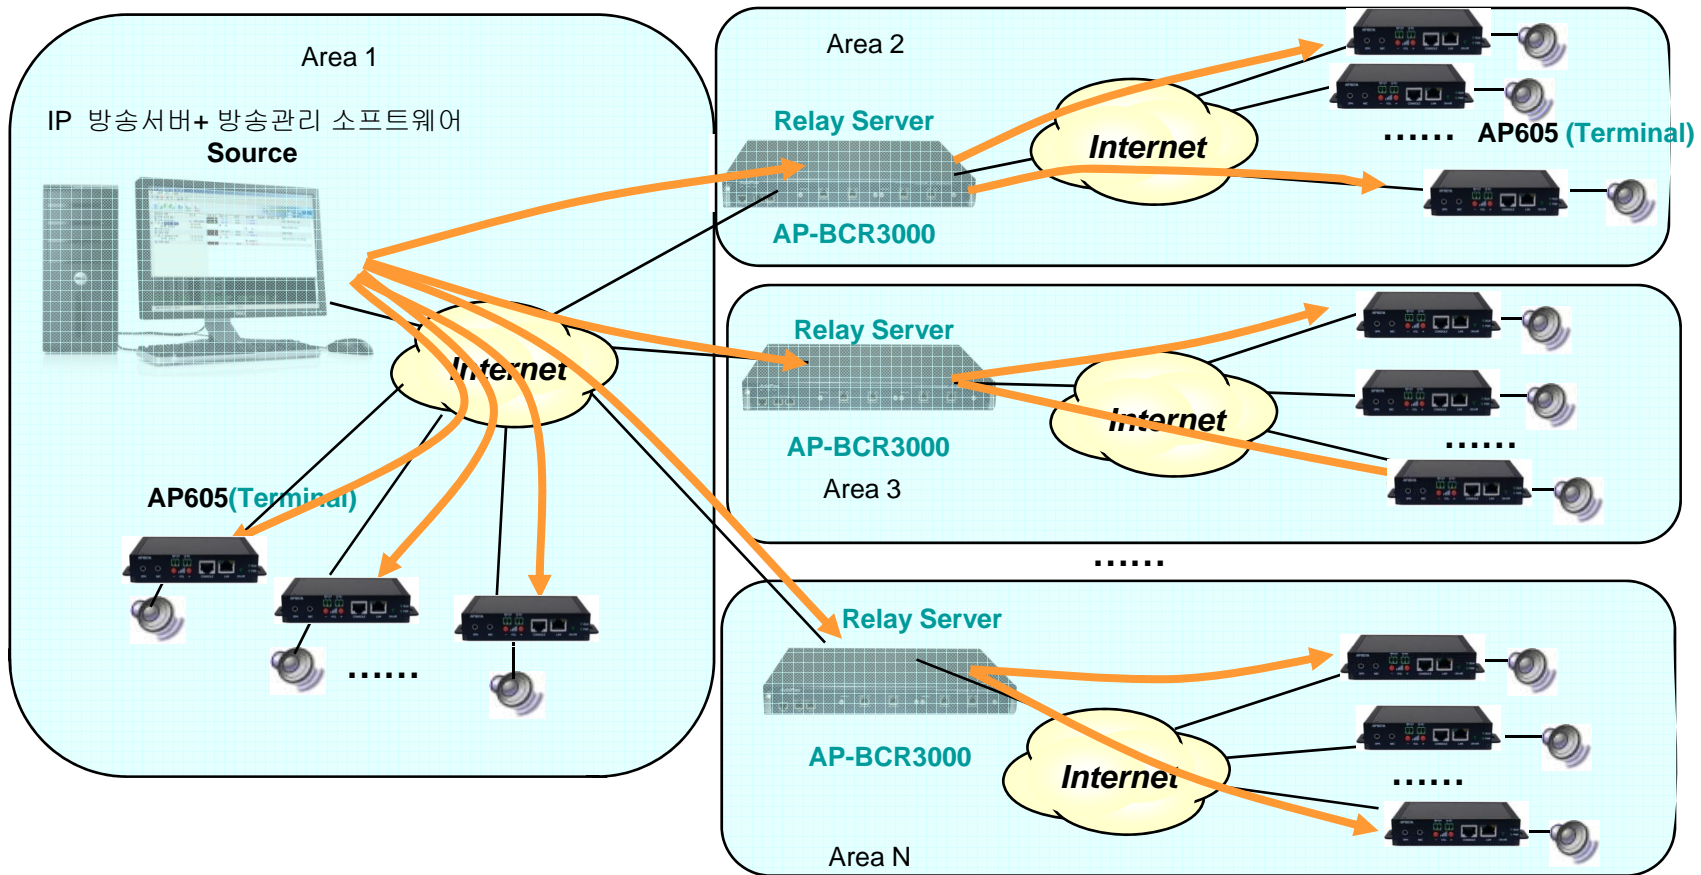 Area 1
IP 방송서버+ 방송관리 소프트웨어
Source
Internet
AP605(Terminal)
......
Area 2
Relay Server
AP-BCR3000
Internet
...... AP605 (Terminal)
Relay Server
AP-BCR3000
Area 3
Internet
......
......
Relay Server
AP-BCR3000
Internet
......
Area N